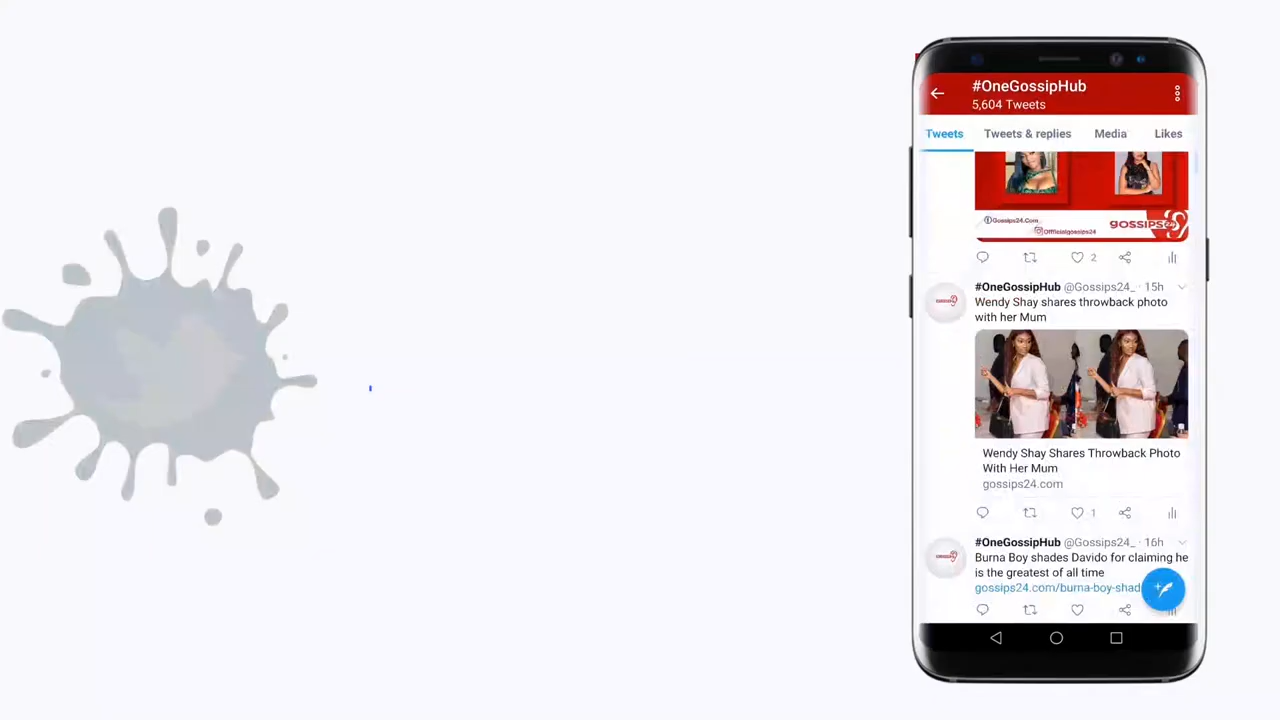 #OneGossipHub
5,604 Tweets
Tweets Tweets & replies Media Likes
Gossips24.Com
Officialgossips24
gossips24
2
#OneGossipHub @Gossips24_ · 15h
Wendy Shay shares throwback photo
with her Mum
Wendy Shay Shares Throwback Photo
With Her Mum
gossips24.com
1
#OneGossipHub @Gossips24_ · 16h
Burna Boy shades Davido for claiming he
is the greatest of all time
gossips24.com/burna-boy-shad